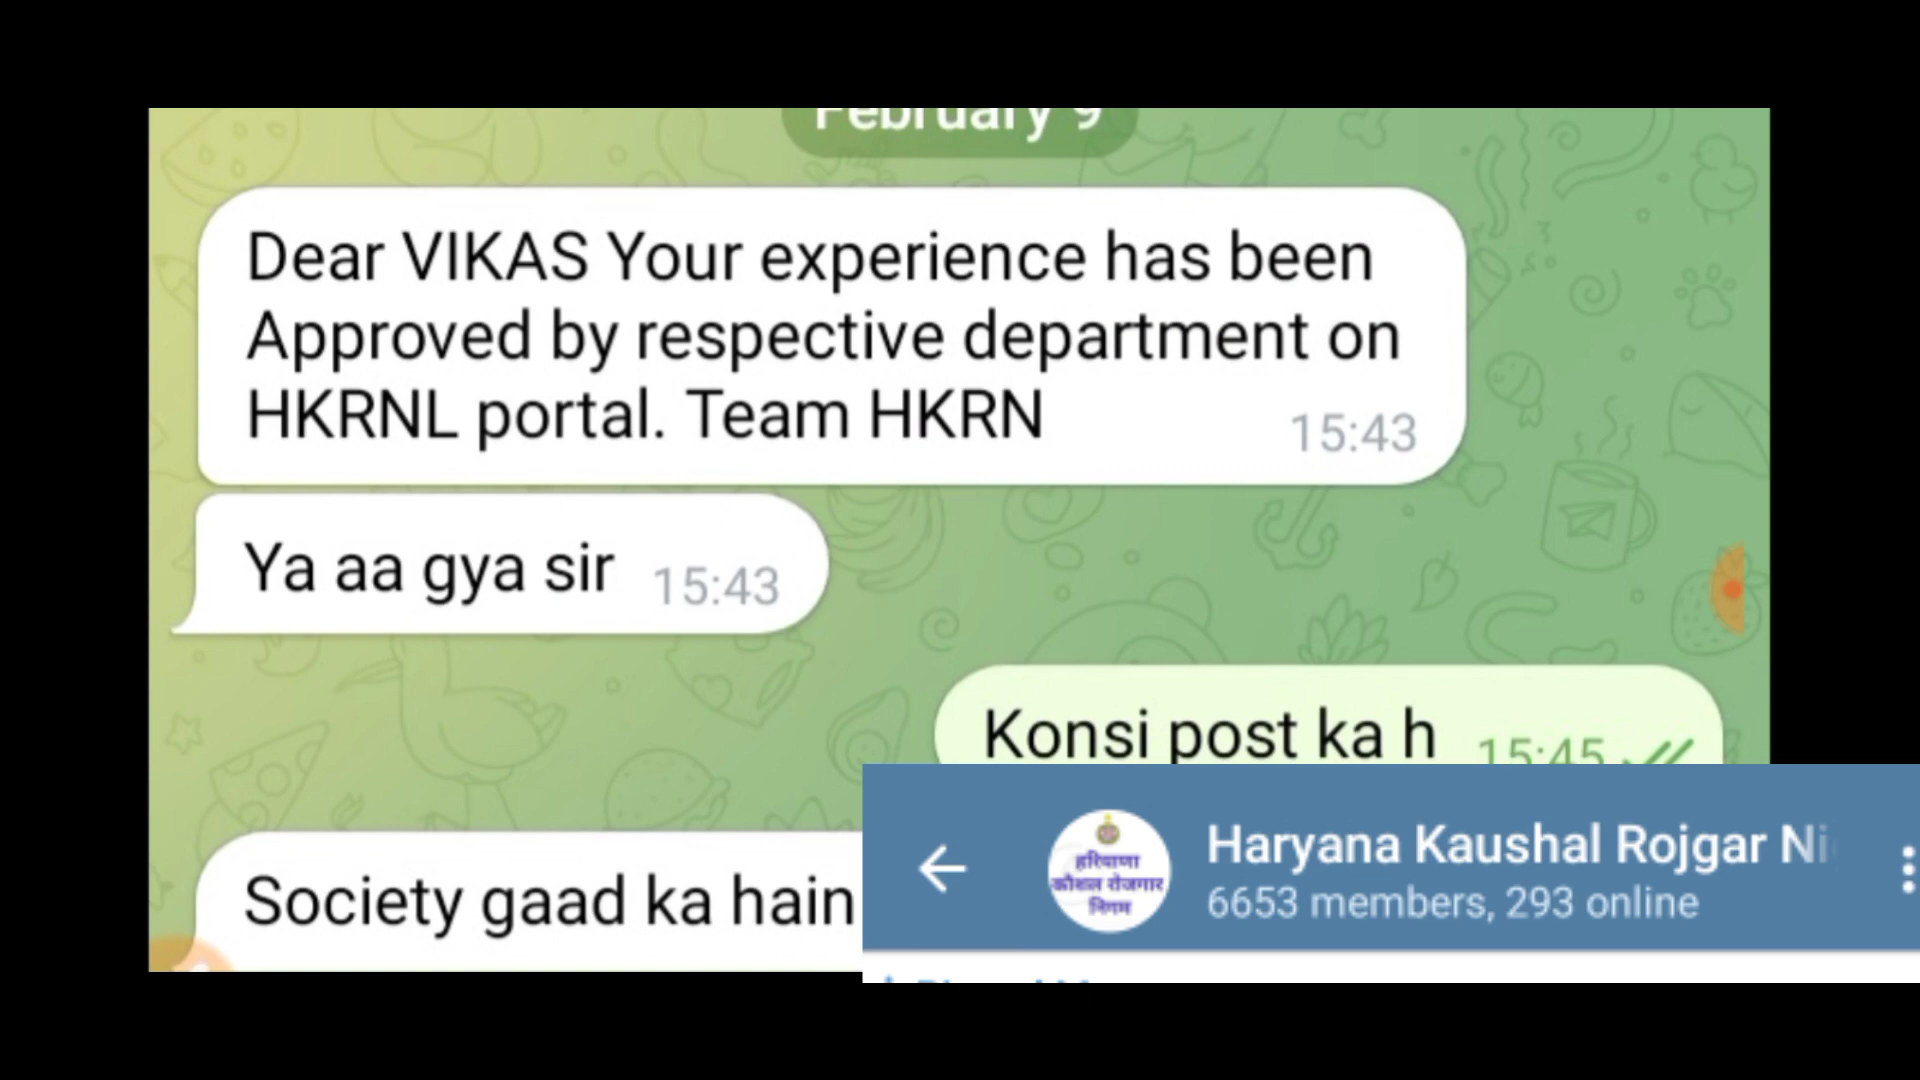 February 9
Dear VIKAS Your experience has been
Approved by respective department on
HKRNL portal. Team HKRN
15:43
Ya aa gya sir
15:43
Konsi post ka h
15:45
Society gaad ka hain
Haryana Kaushal Rojgar Ni
6653 members, 293 online
हरियाणा
कौशल रोजगार
निगम